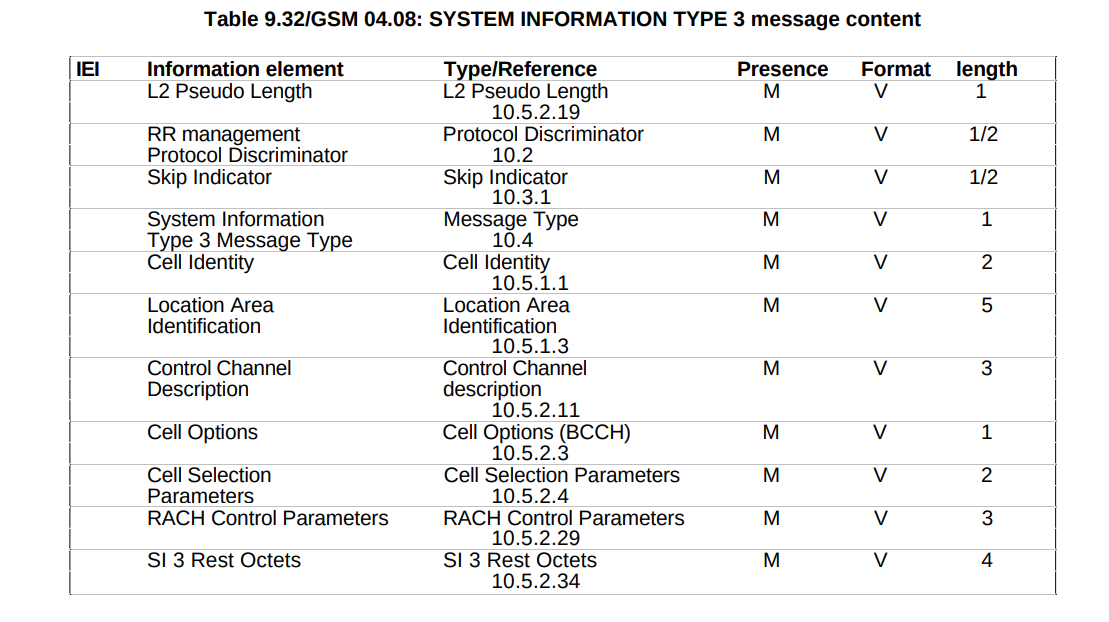 Table 9.32/GSM 04.08: SYSTEM INFORMATION TYPE 3 message content
IEI Information element Type/Reference Presence Format length
L2 Pseudo Length L2 Pseudo Length M V 1
10.5.2.19
RR management Protocol Discriminator M V 1/2
Protocol Discriminator 10.2
Skip Indicator Skip Indicator M V 1/2
10.3.1
System Information Message Type M V 1
Type 3 Message Type 10.4
Cell Identity Cell Identity M V 2
10.5.1.1
Location Area Location Area M V 5
Identification Identification
10.5.1.3
Control Channel Control Channel M V 3
Description description
10.5.2.11
Cell Options Cell Options (BCCH) M V 1
10.5.2.3
Cell Selection Cell Selection Parameters M V 2
Parameters 10.5.2.4
RACH Control Parameters RACH Control Parameters M V 3
10.5.2.29
SI 3 Rest Octets SI 3 Rest Octets M V 4
10.5.2.34